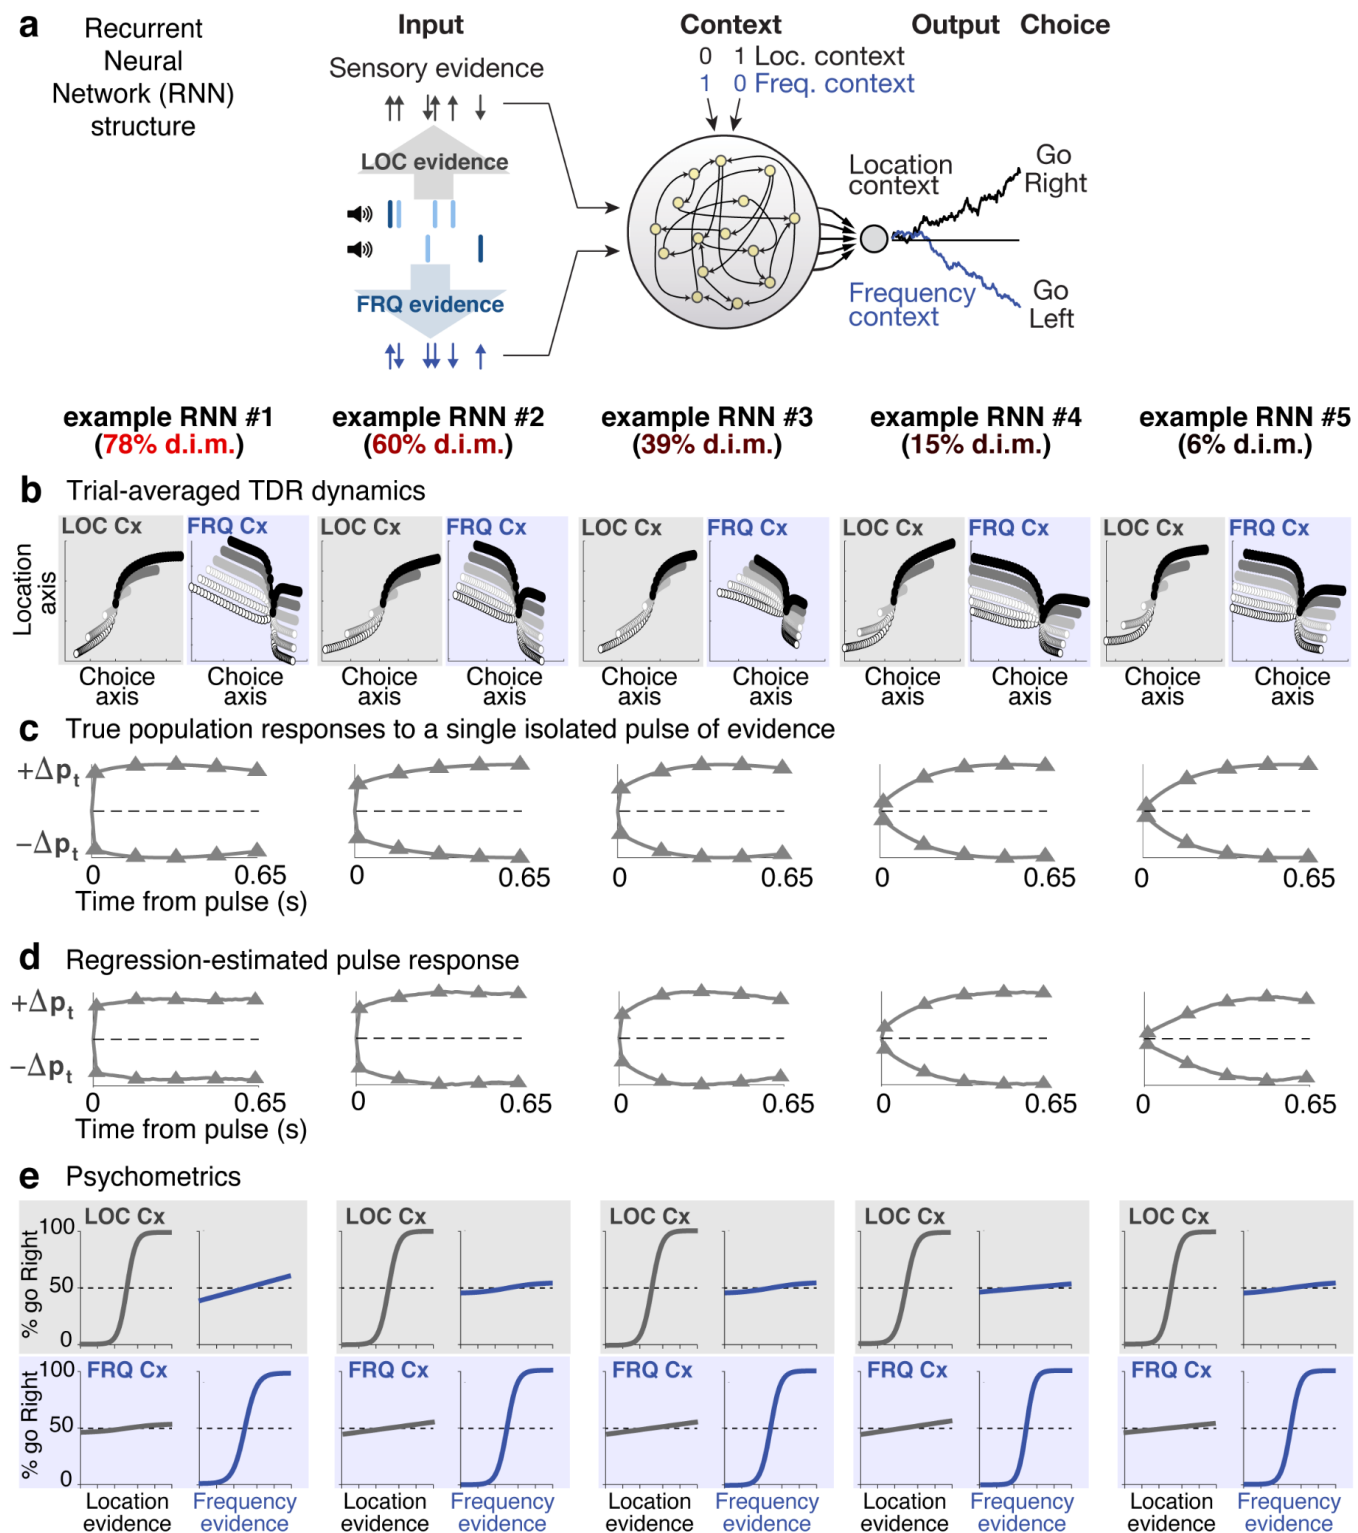 a Recurrent Neural Network (RNN) structure
Input
Context
Output Choice
Sensory evidence
0 1 Loc. context
1 0 Freq. context
LOC evidence
FRQ evidence
Location context
Go Right
Frequency context
Go Left
example RNN #1 example RNN #2 example RNN #3 example RNN #4 example RNN #5
(78% d.i.m.) (60% d.i.m.) (39% d.i.m.) (15% d.i.m.) (6% d.i.m.)
b Trial-averaged TDR dynamics
LOC Cx FRQ Cx LOC Cx FRQ Cx LOC Cx FRQ Cx LOC Cx FRQ Cx LOC Cx FRQ Cx
Location axis
Choice Choice Choice Choice Choice Choice Choice Choice Choice Choice
axis axis axis axis axis axis axis axis axis axis
c True population responses to a single isolated pulse of evidence
+Δpt
−Δpt
0 0.65 0 0.65 0 0.65 0 0.65 0 0.65
Time from pulse (s)
d Regression-estimated pulse response
+Δpt
−Δpt
0 0.65 0 0.65 0 0.65 0 0.65 0 0.65
Time from pulse (s)
e Psychometrics
LOC Cx LOC Cx LOC Cx LOC Cx LOC Cx
% go Right
100
50
0
FRQ Cx FRQ Cx FRQ Cx FRQ Cx FRQ Cx
% go Right
100
50
0
Location Frequency Location Frequency Location Frequency Location Frequency Location Frequency
evidence evidence evidence evidence evidence evidence evidence evidence evidence evidence